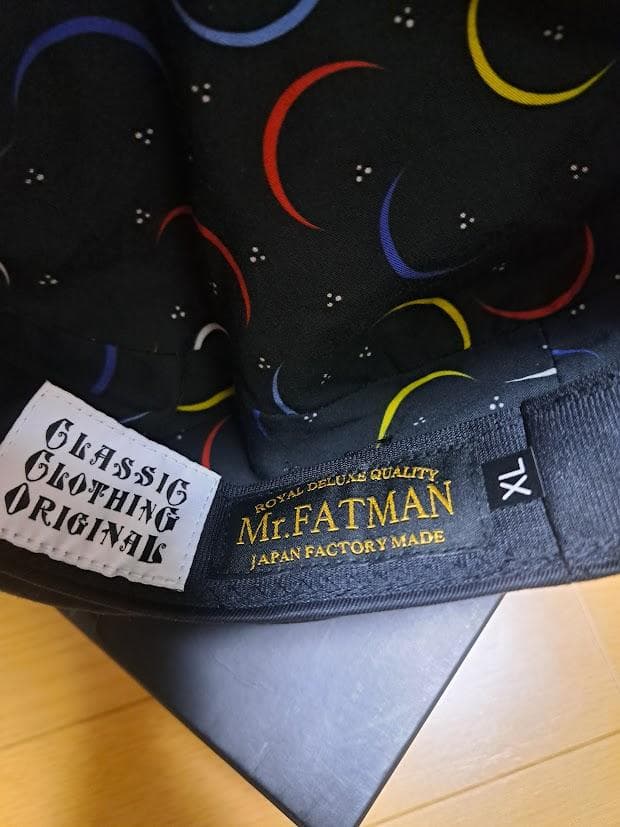 CLASSIC
CLOTHING
ORIGINAL
ROYAL DELUXE QUALITY
Mr.FATMAN
JAPAN FACTORY MADE
XL